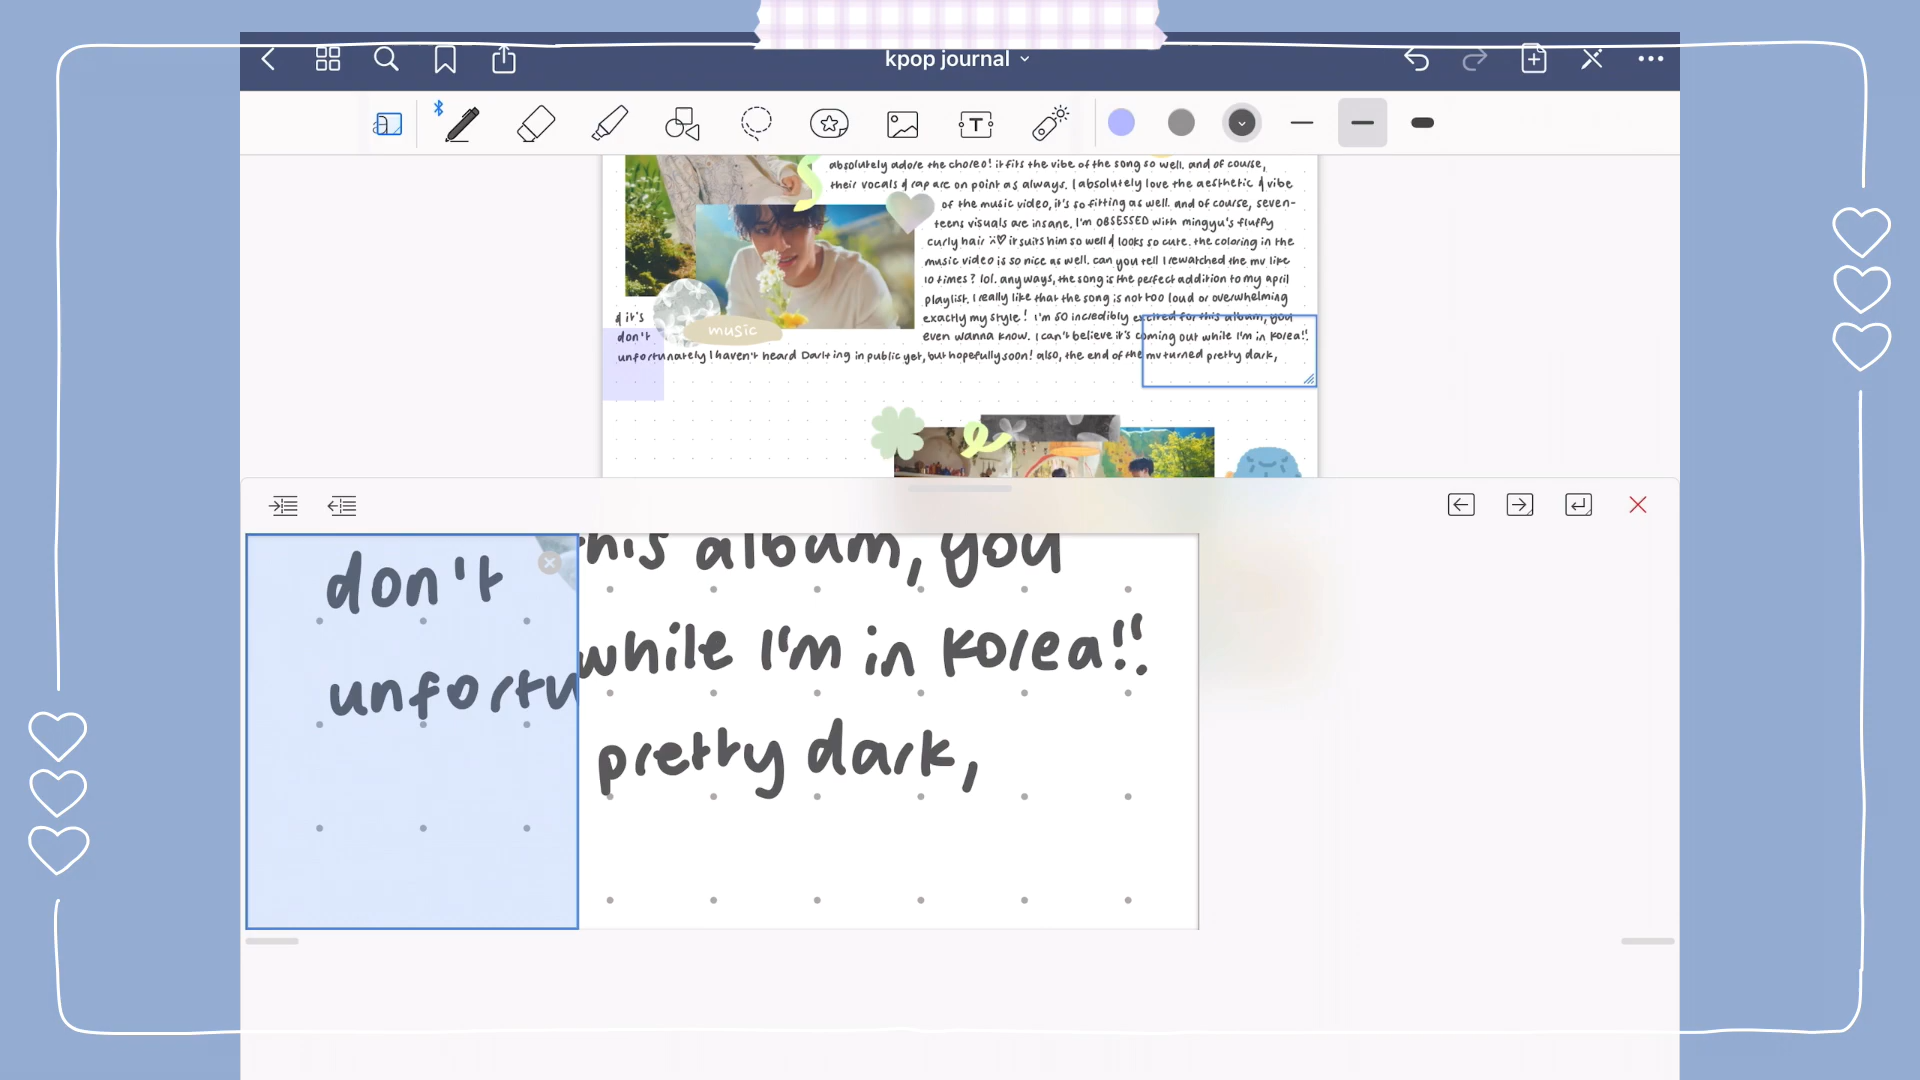 kpop journal
absolutely adore the choreo! it fits the vibe of the song so well. and of course,
their vocals & rap are on point as always. I absolutely love the aesthetic & vibe
of the music video, it's so fitting as well. and of course, seven-
teens visuals are insane. I'm OBSESSED with mingyu's fluffy
curly hair it suits him so well & looks so cute. the coloring in the
music video is so nice as well. can you tell I rewatched the mv like
10 times? lol. anyways, the song is the perfect addition to my april
playlist. I really like that the song is not too loud or overwhelming
& it's exactly my style! I'm so incredibly excited for this album, you
don't even wanna know. I can't believe it's coming out while I'm in Korea!!
unfortunately I haven't heard Darl+ing in public yet, but hopefully soon! also, the end of the mv turned pretty dark,
music
don't
unfortu
this album, you
while I'm in Korea!!
pretty dark,